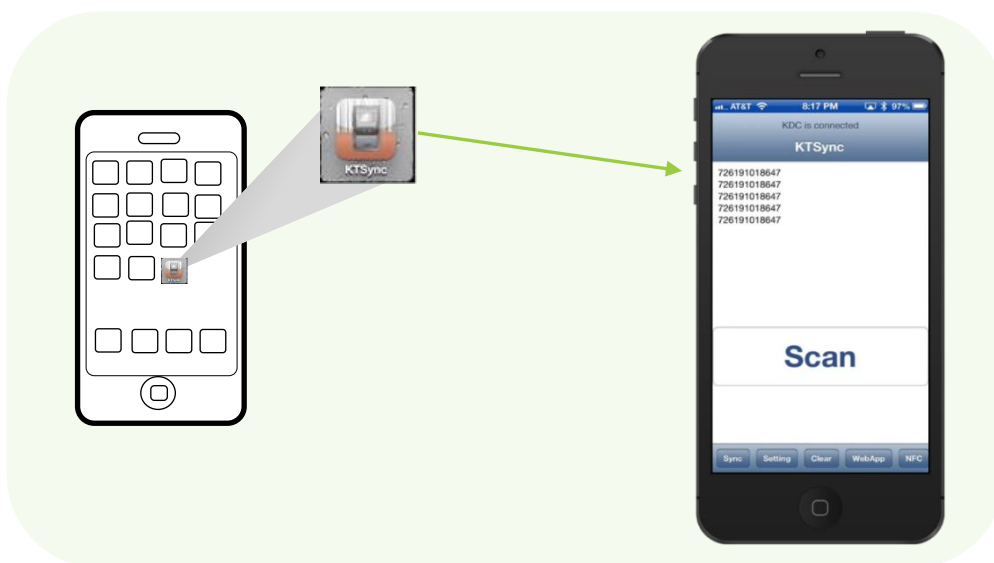 KTSync
AT&T 8:17 PM 97%
KDC is connected
KTSync
726191018647
726191018647
726191018647
726191018647
726191018647
Scan
Sync Setting Clear WebApp NFC